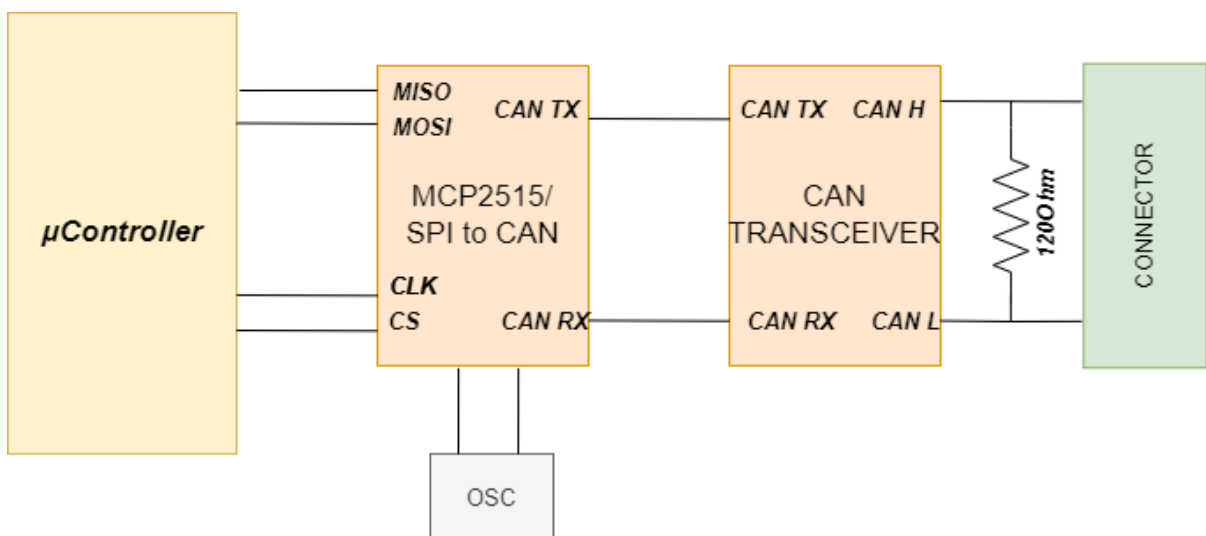 µController
MISO
MOSI
CAN TX
MCP2515/
SPI to CAN
CLK
CS
CAN RX
OSC
CAN TX
CAN H
CAN
TRANSCEIVER
CAN RX
CAN L
120Ohm
CONNECTOR